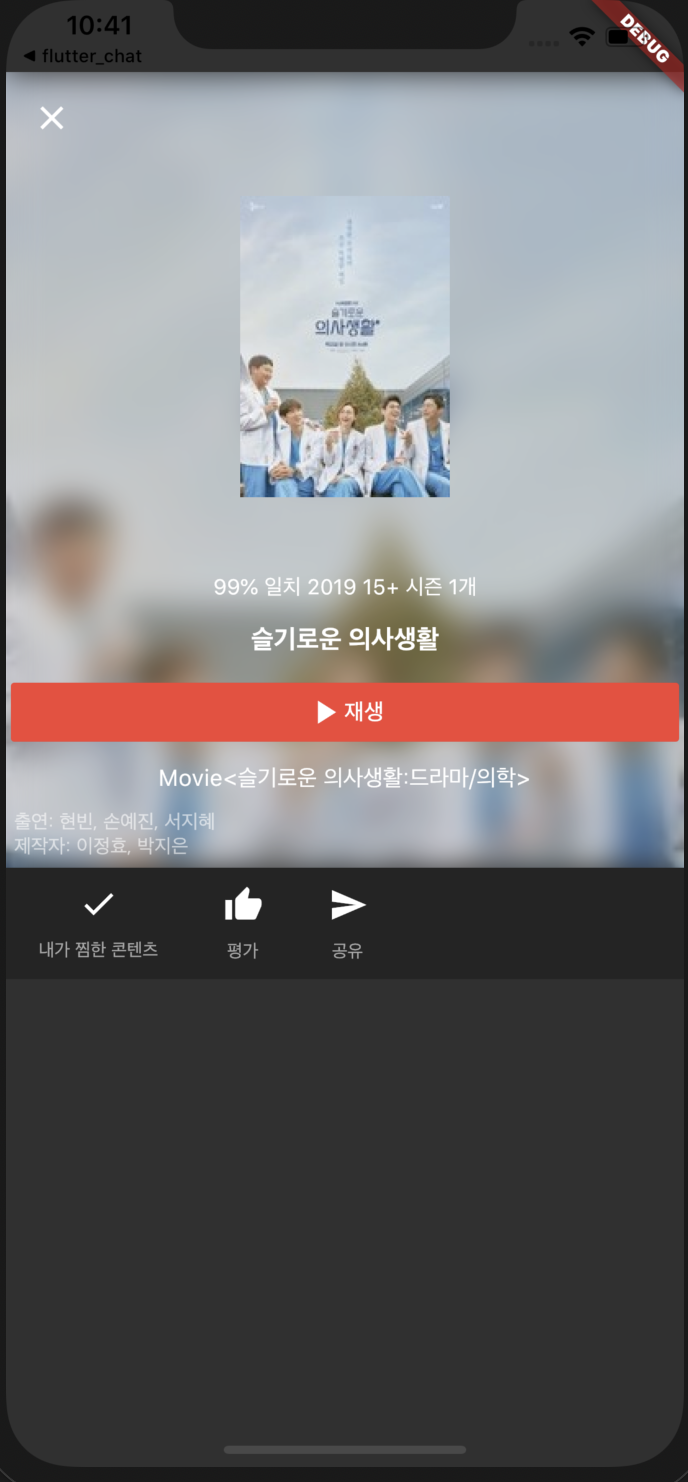 10:41
◀ flutter_chat
DEBUG
슬기로운
의사생활
99% 일치 2019 15+ 시즌 1개
슬기로운 의사생활
재생
Movie<슬기로운 의사생활:드라마/의학>
출연: 현빈, 손예진, 서지혜
제작자: 이정효, 박지은
내가 찜한 콘텐츠
평가
공유